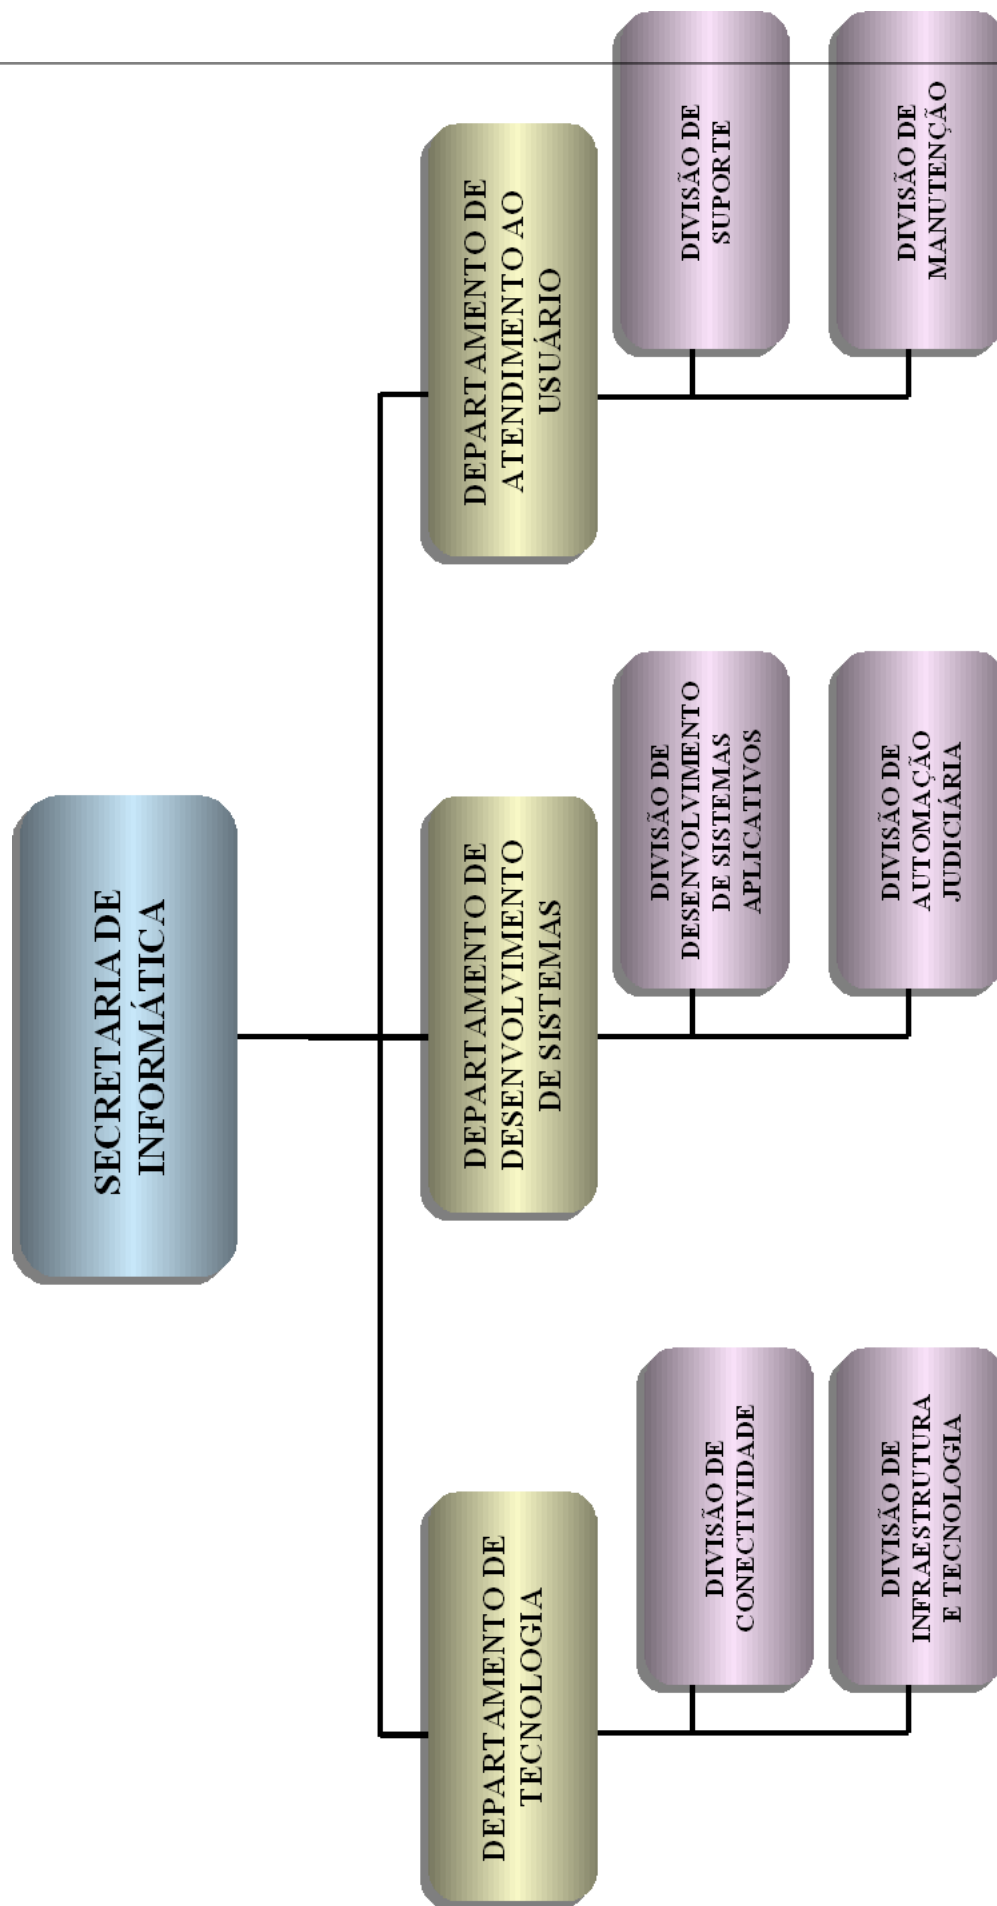 SECRETARIA DE
INFORMÁTICA
DEPARTAMENTO DE
TECNOLOGIA
DEPARTAMENTO DE
DESENVOLVIMENTO
DE SISTEMAS
DEPARTAMENTO DE
ATENDIMENTO AO
USUÁRIO
DIVISÃO DE
CONECTIVIDADE
DIVISÃO DE
DESENVOLVIMENTO
DE SISTEMAS
APLICATIVOS
DIVISÃO DE
SUPORTE
DIVISÃO DE
INFRAESTRUTURA
E TECNOLOGIA
DIVISÃO DE
AUTOMAÇÃO
JUDICIÁRIA
DIVISÃO DE
MANUTENÇÃO